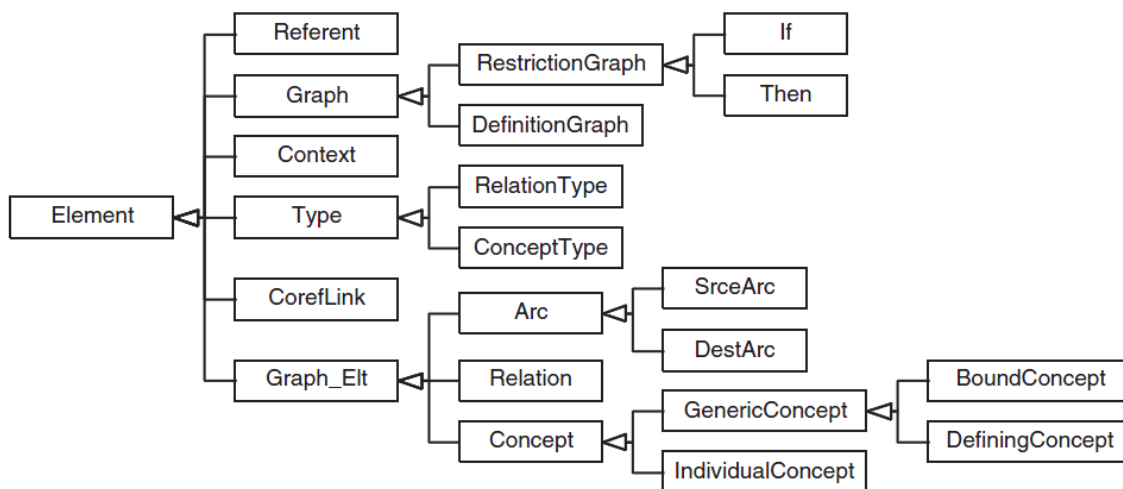 Referent
If
RestrictionGraph
Graph
Then
DefinitionGraph
Context
RelationType
Element
Type
ConceptType
SrceArc
CorefLink
Arc
DestArc
Graph_Elt
Relation
BoundConcept
GenericConcept
Concept
DefiningConcept
IndividualConcept